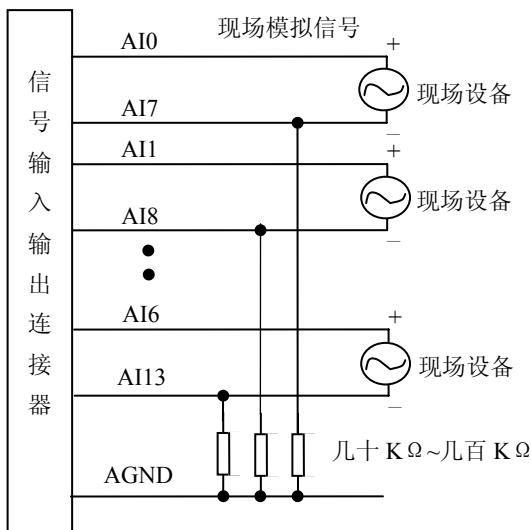 现场模拟信号
信号输入输出连接器
AI0
+
现场设备
AI7
−
AI1
+
现场设备
AI8
−
AI6
+
现场设备
AI13
−
几十 K Ω ~几百 K Ω
AGND